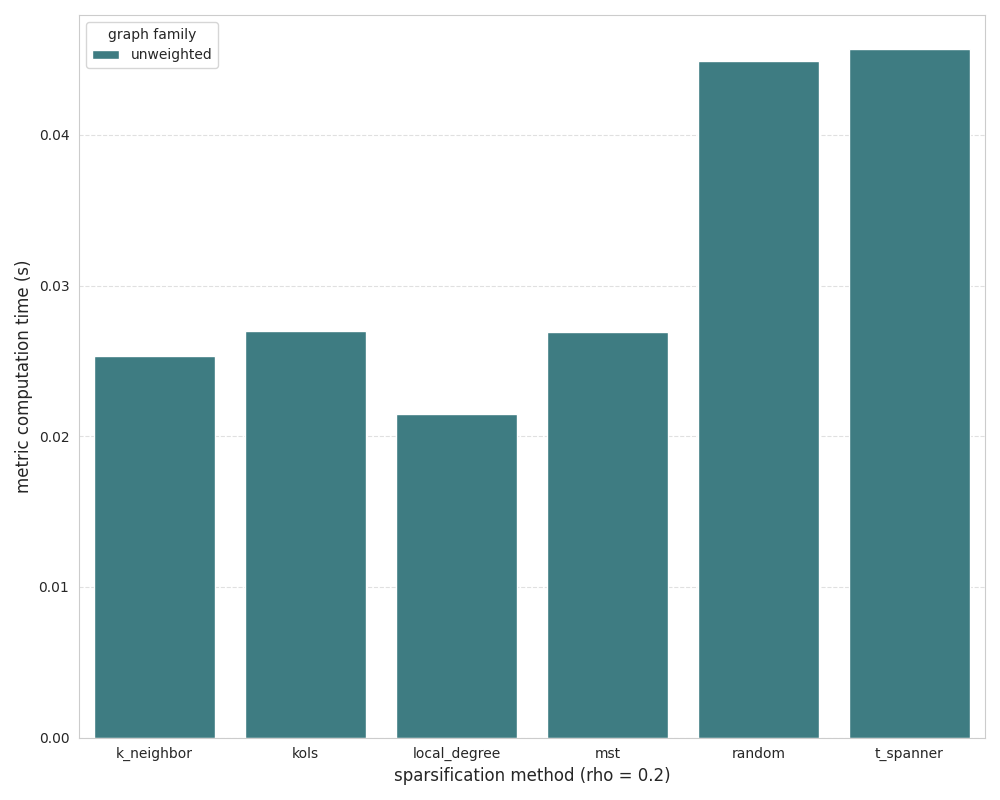 graph family
unweighted
metric computation time (s)
0.04
0.03
0.02
0.01
0.00
k_neighbor kols local_degree mst random t_spanner
sparsification method (rho = 0.2)